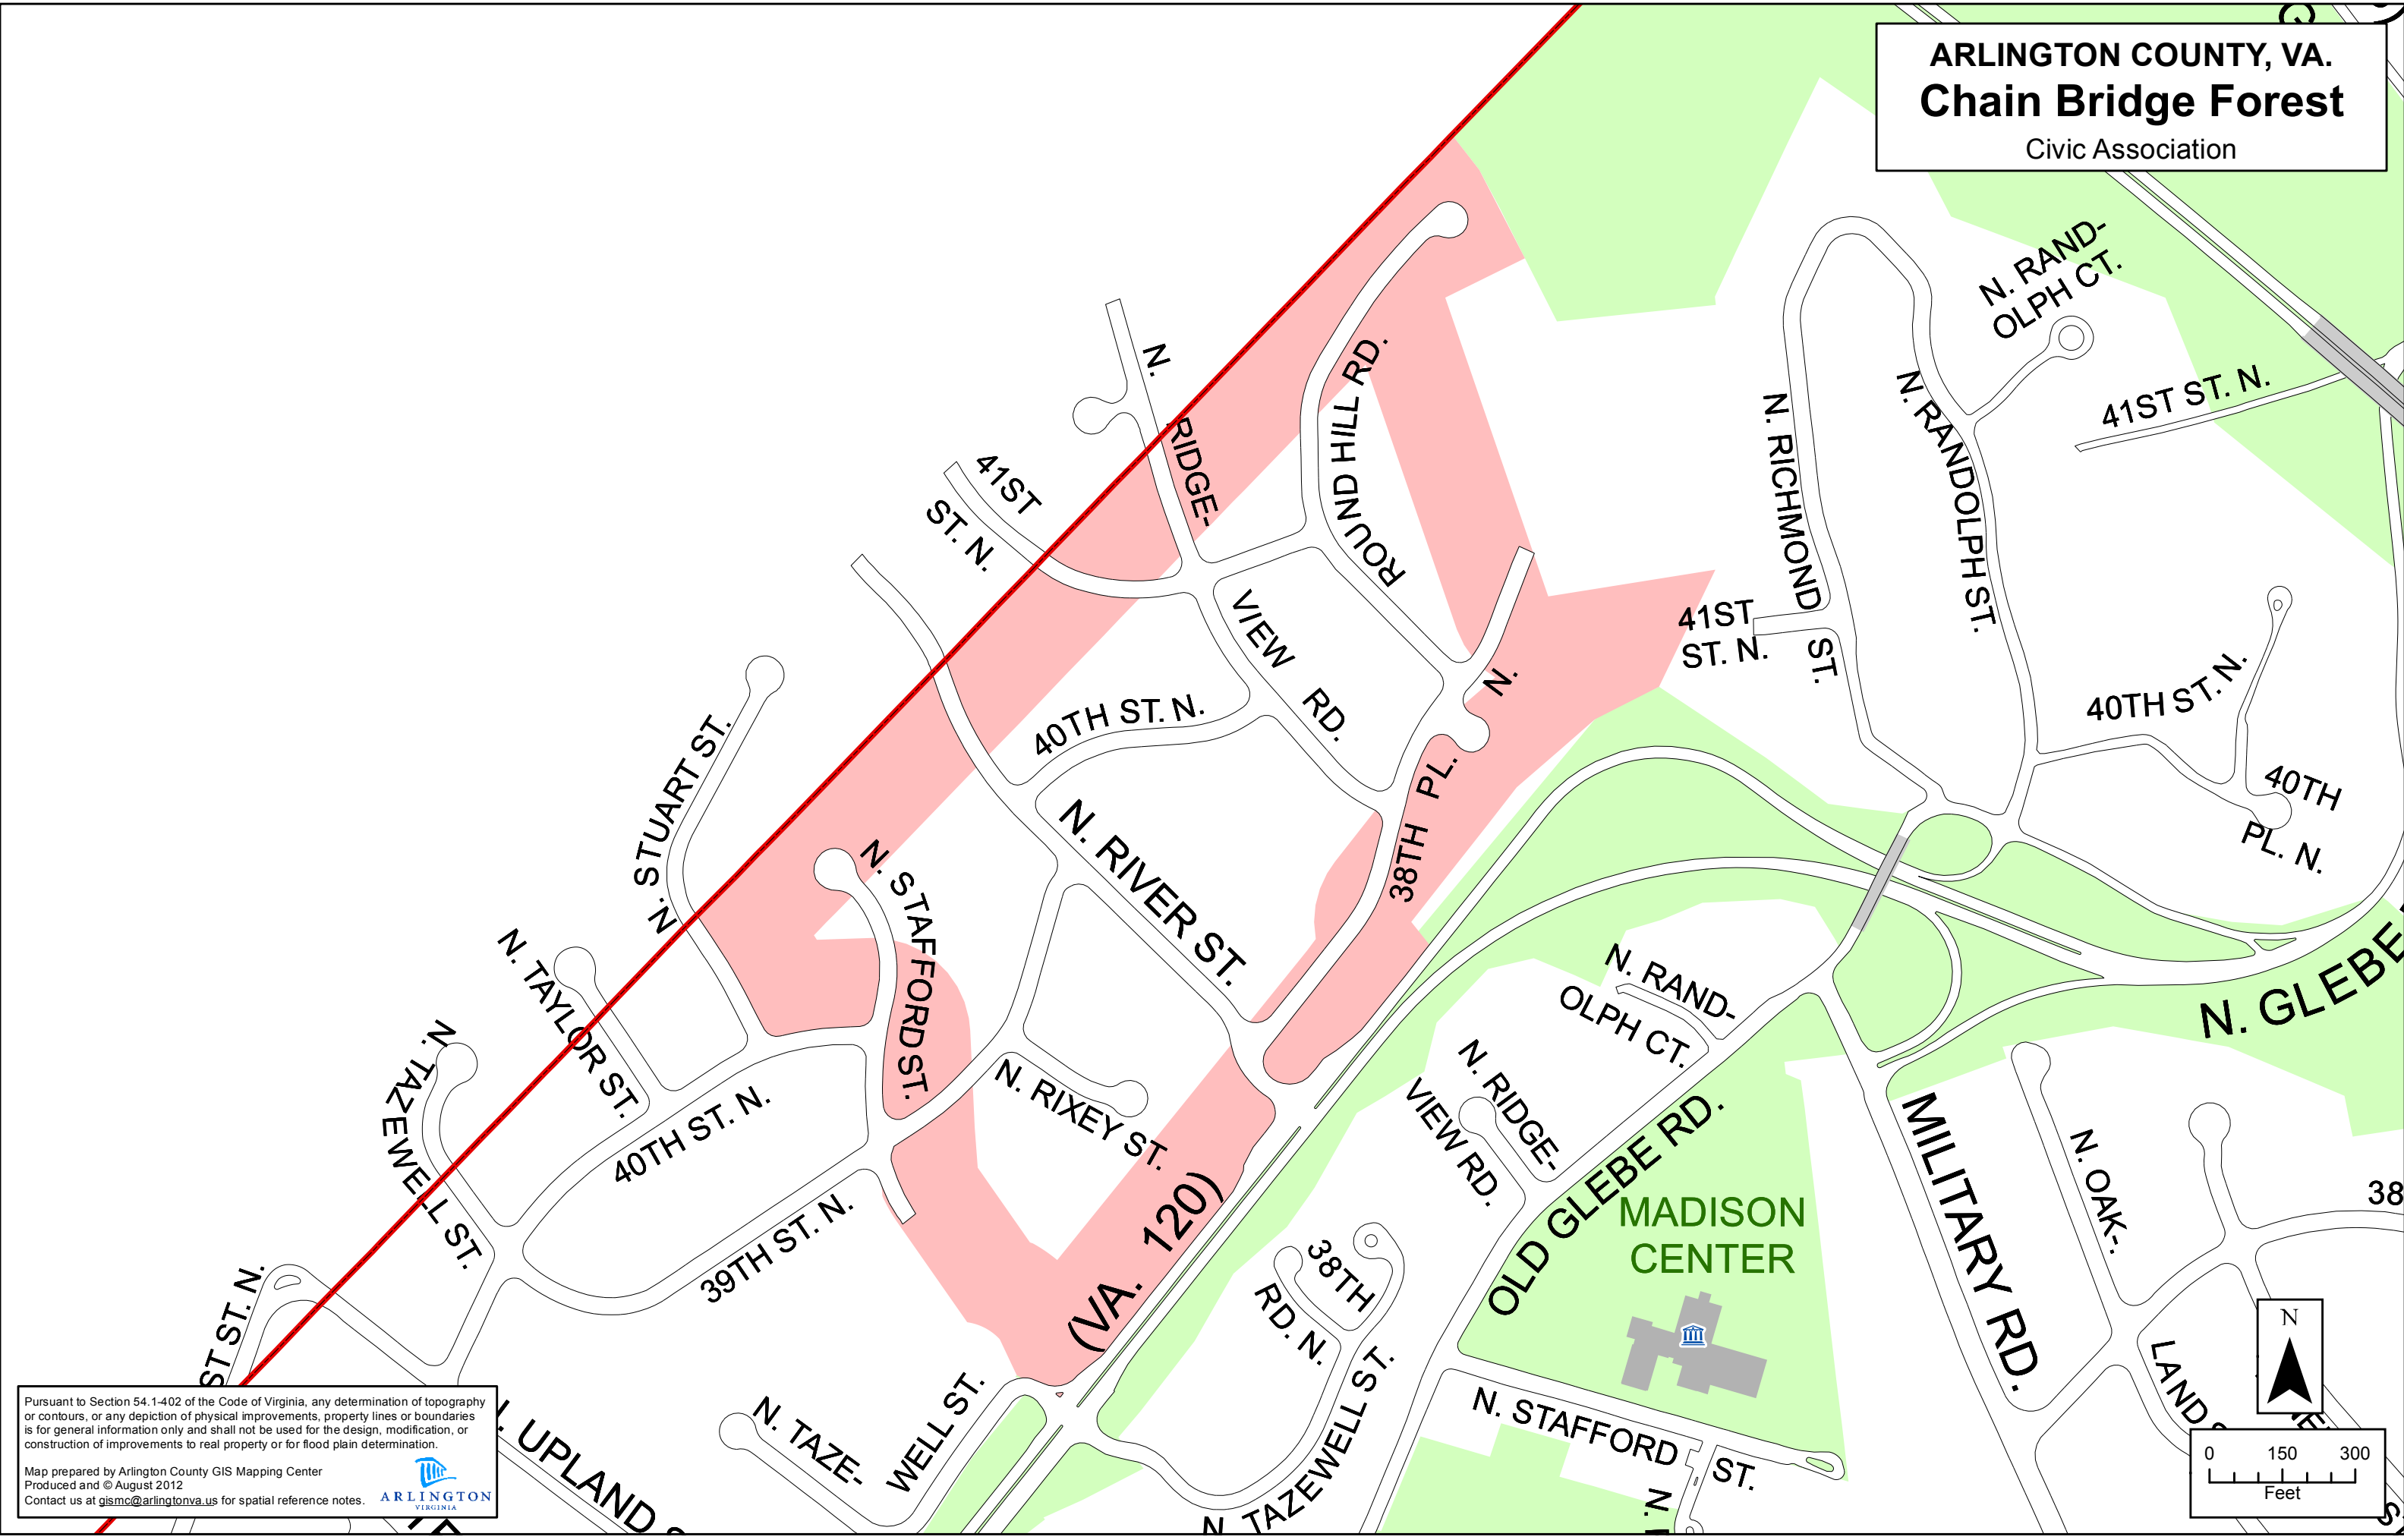 ARLINGTON COUNTY, VA.
Chain Bridge Forest
Civic Association
N. RAND-
OLPH CT.
41ST ST. N.
N.
RIDGE-
VIEW
RD.
ROUND HILL RD.
41ST
ST. N.
N. RICHMOND
ST.
N. RANDOLPH ST.
41ST
ST. N.
40TH ST. N.
40TH
PL. N.
40TH ST. N.
38TH PL. N.
N. STUART ST.
N. RIVER ST.
N. STAFFORD ST.
N. TAYLOR ST.
N. TAZEWELL ST.
40TH ST. N.
39TH ST. N.
N. RIXEY ST.
(VA. 120)
N. GLEBE
N. RAND-
OLPH CT.
N. RIDGE-
VIEW RD.
OLD GLEBE RD.
MADISON
CENTER
MILITARY RD.
N. OAK-
LAND
38
38TH
RD. N.
N. STAFFORD
ST.
N TAZEWELL ST.
N. TAZE-
WELL ST.
ST ST. N.
UPLAND
N
0 150 300
Feet
Pursuant to Section 54.1-402 of the Code of Virginia, any determination of topography
or contours, or any depiction of physical improvements, property lines or boundaries
is for general information only and shall not be used for the design, modification, or
construction of improvements to real property or for flood plain determination.
Map prepared by Arlington County GIS Mapping Center
Produced and © August 2012
Contact us at gismc@arlingtonva.us for spatial reference notes.
ARLINGTON
VIRGINIA